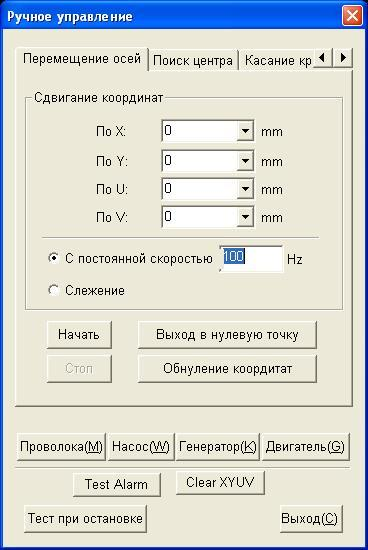 Ручное управление
Перемещение осей Поиск центра Касание кр
Сдвигание координат
По X: 0 mm
По Y: 0 mm
По U: 0 mm
По V: 0 mm
С постоянной скоростью 100 Hz
Слежение
Начать Выход в нулевую точку
Стоп Обнуление коордитат
Проволока(M) Насос(W) Генератор(K) Двигатель(G)
Test Alarm Clear XYUV
Тест при остановке Выход(C)